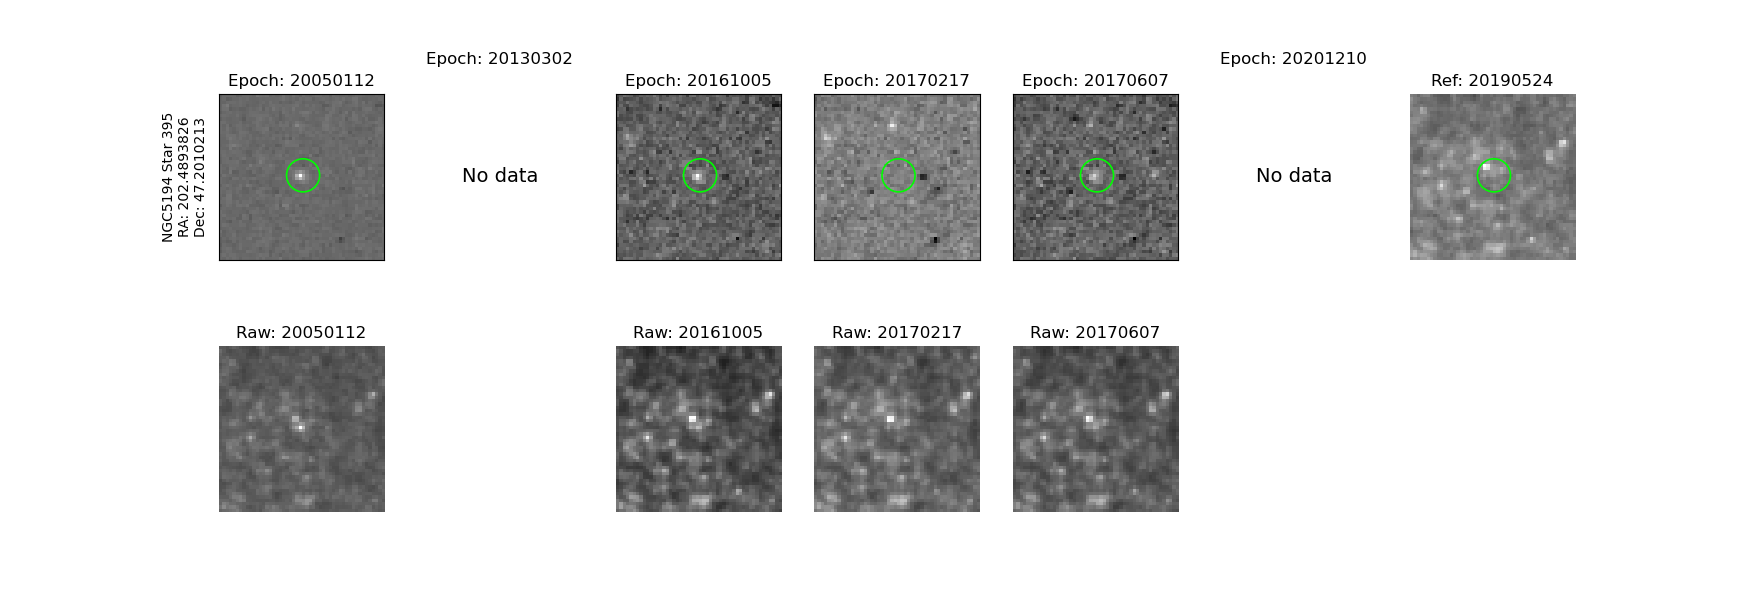 Epoch: 20050112
Epoch: 20130302
Epoch: 20161005
Epoch: 20170217
Epoch: 20170607
Epoch: 20201210
Ref: 20190524
NGC5194 Star 395
RA: 202.4893826
Dec: 47.2010213
No data
No data
Raw: 20050112
Raw: 20161005
Raw: 20170217
Raw: 20170607